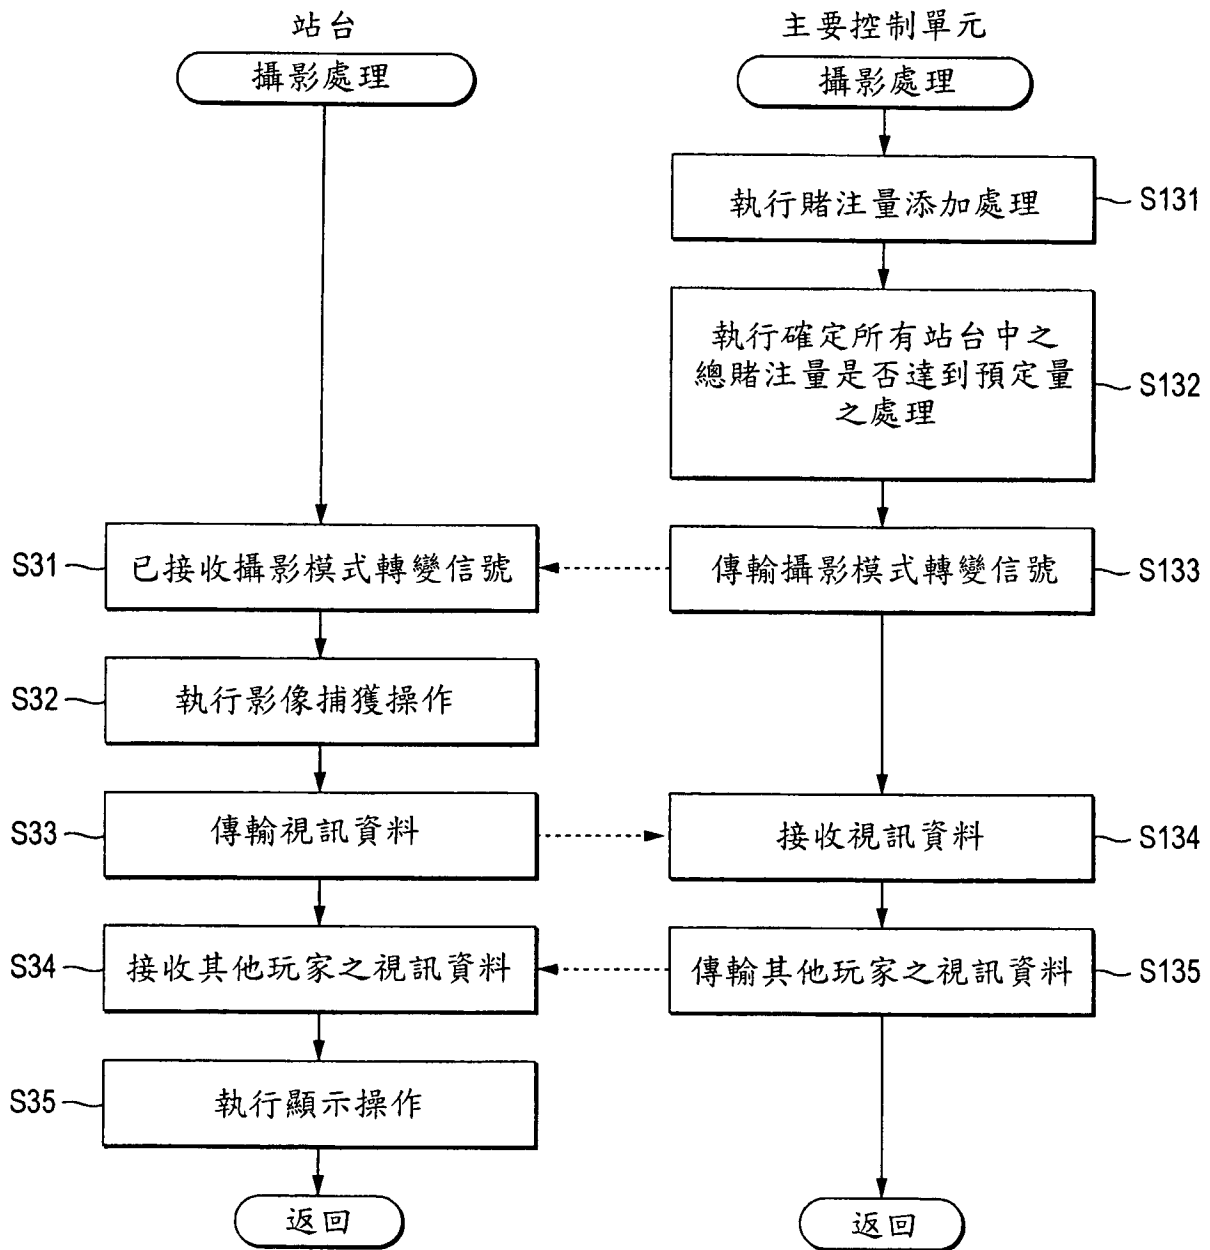 站台
攝影處理
主要控制單元
攝影處理
執行賭注量添加處理
S131
執行確定所有站台中之
總賭注量是否達到預定量
之處理
S132
S31
已接收攝影模式轉變信號
傳輸攝影模式轉變信號
S133
S32
執行影像捕獲操作
S33
傳輸視訊資料
接收視訊資料
S134
S34
接收其他玩家之視訊資料
傳輸其他玩家之視訊資料
S135
S35
執行顯示操作
返回
返回